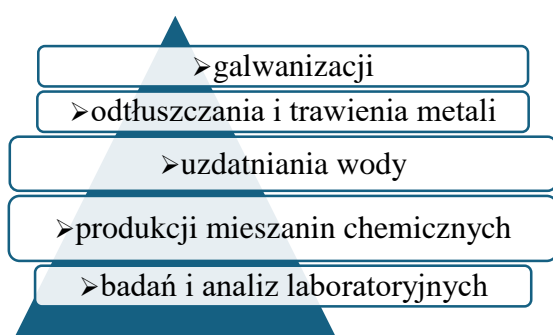 ➢galwanizacji
➢odtłuszczania i trawienia metali
➢uzdatniania wody
➢produkcji mieszanin chemicznych
➢badań i analiz laboratoryjnych